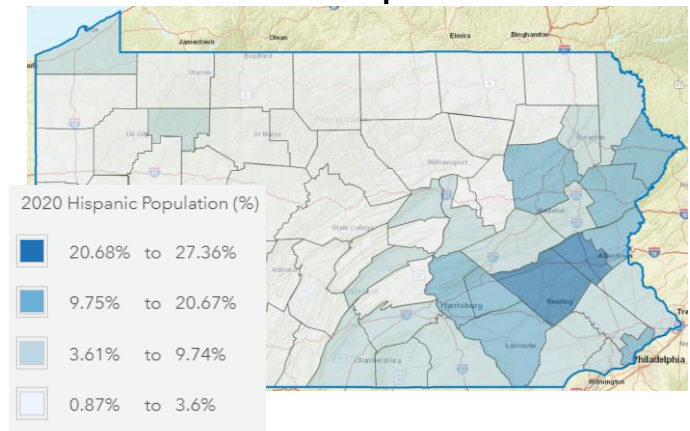 Jamestown
Olean
Elmira
Binghamton
Bradford
Warren
Pennsylvania
Oil City
St Marys
Scranton
Williamsport
Hazleton
State College
Altoona
Allentown
Harrisburg
Reading
Lancaster
Chambersburg
Philadelphia
Wilmington
2020 Hispanic Population (%)
20.68% to 27.36%
9.75% to 20.67%
3.61% to 9.74%
0.87% to 3.6%